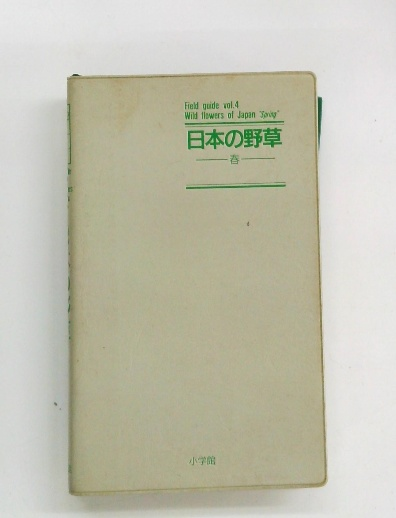 Field guide vol.4
Wild flowers of Japan "Spring"
日本の野草
春
小学館